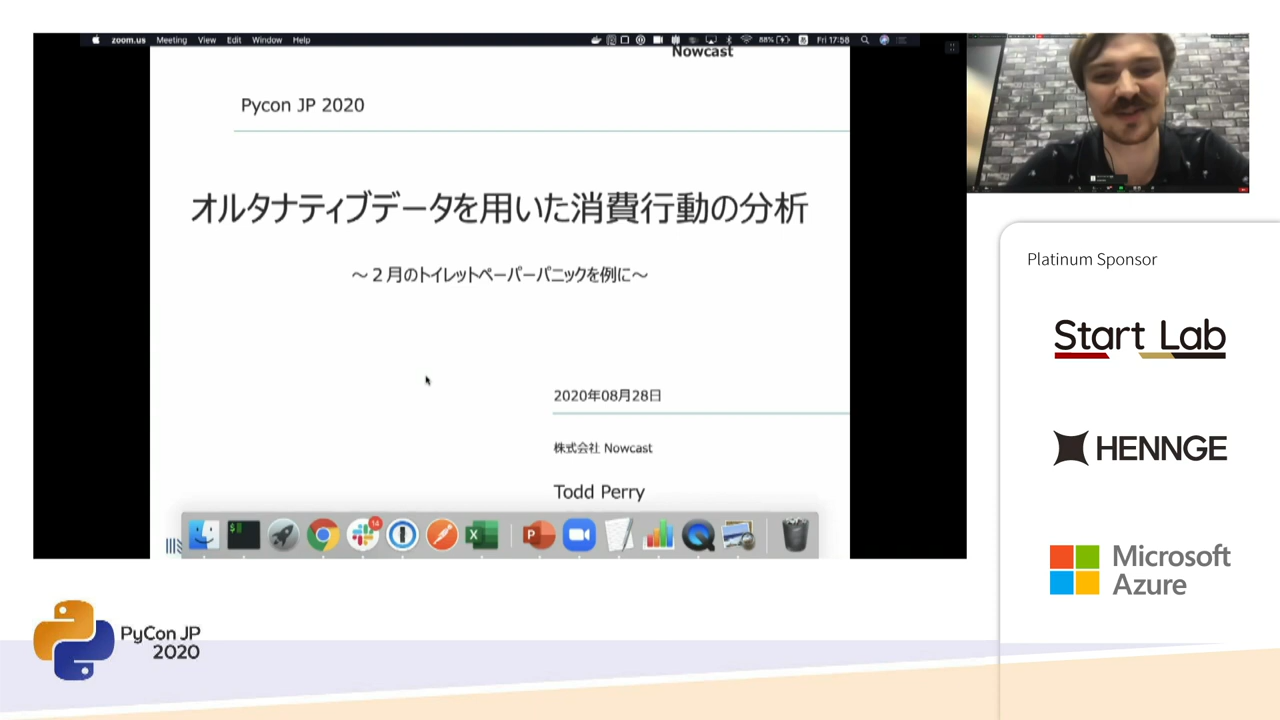 zoom.us Meeting View Edit Window Help
88% Fri 17:58
Nowcast
Pycon JP 2020
オルタナティブデータを用いた消費行動の分析
～２月のトイレットペーパーパニックを例に～
2020年08月28日
株式会社 Nowcast
Todd Perry
14
Platinum Sponsor
Start Lab
HENNGE
Microsoft
Azure
PyCon JP
2020